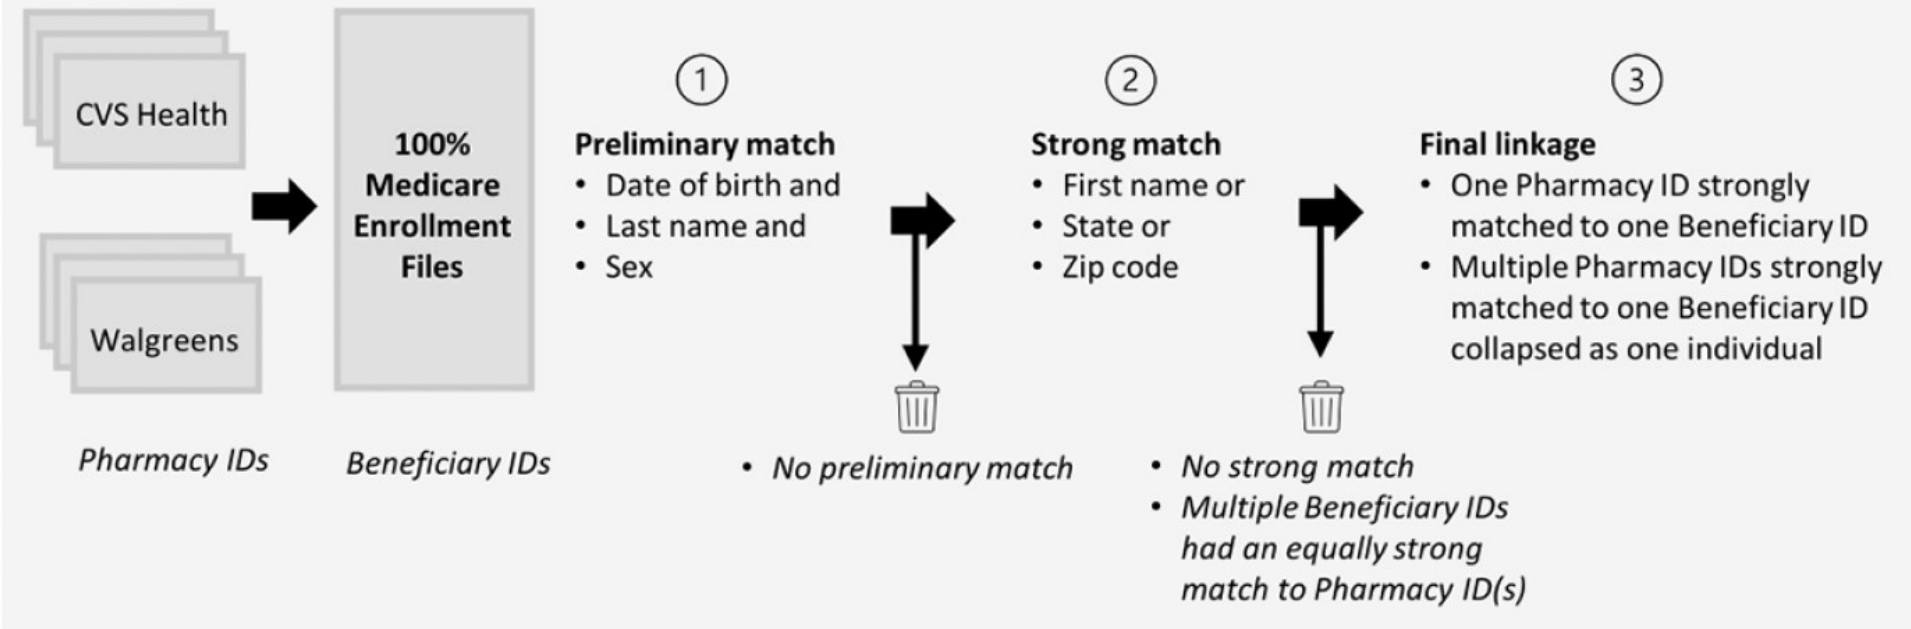 CVS Health
Walgreens
Pharmacy IDs
100%
Medicare
Enrollment
Files
Beneficiary IDs
1
Preliminary match
• Date of birth and
• Last name and
• Sex
• No preliminary match
2
Strong match
• First name or
• State or
• Zip code
• No strong match
• Multiple Beneficiary IDs
had an equally strong
match to Pharmacy ID(s)
3
Final linkage
• One Pharmacy ID strongly
matched to one Beneficiary ID
• Multiple Pharmacy IDs strongly
matched to one Beneficiary ID
collapsed as one individual